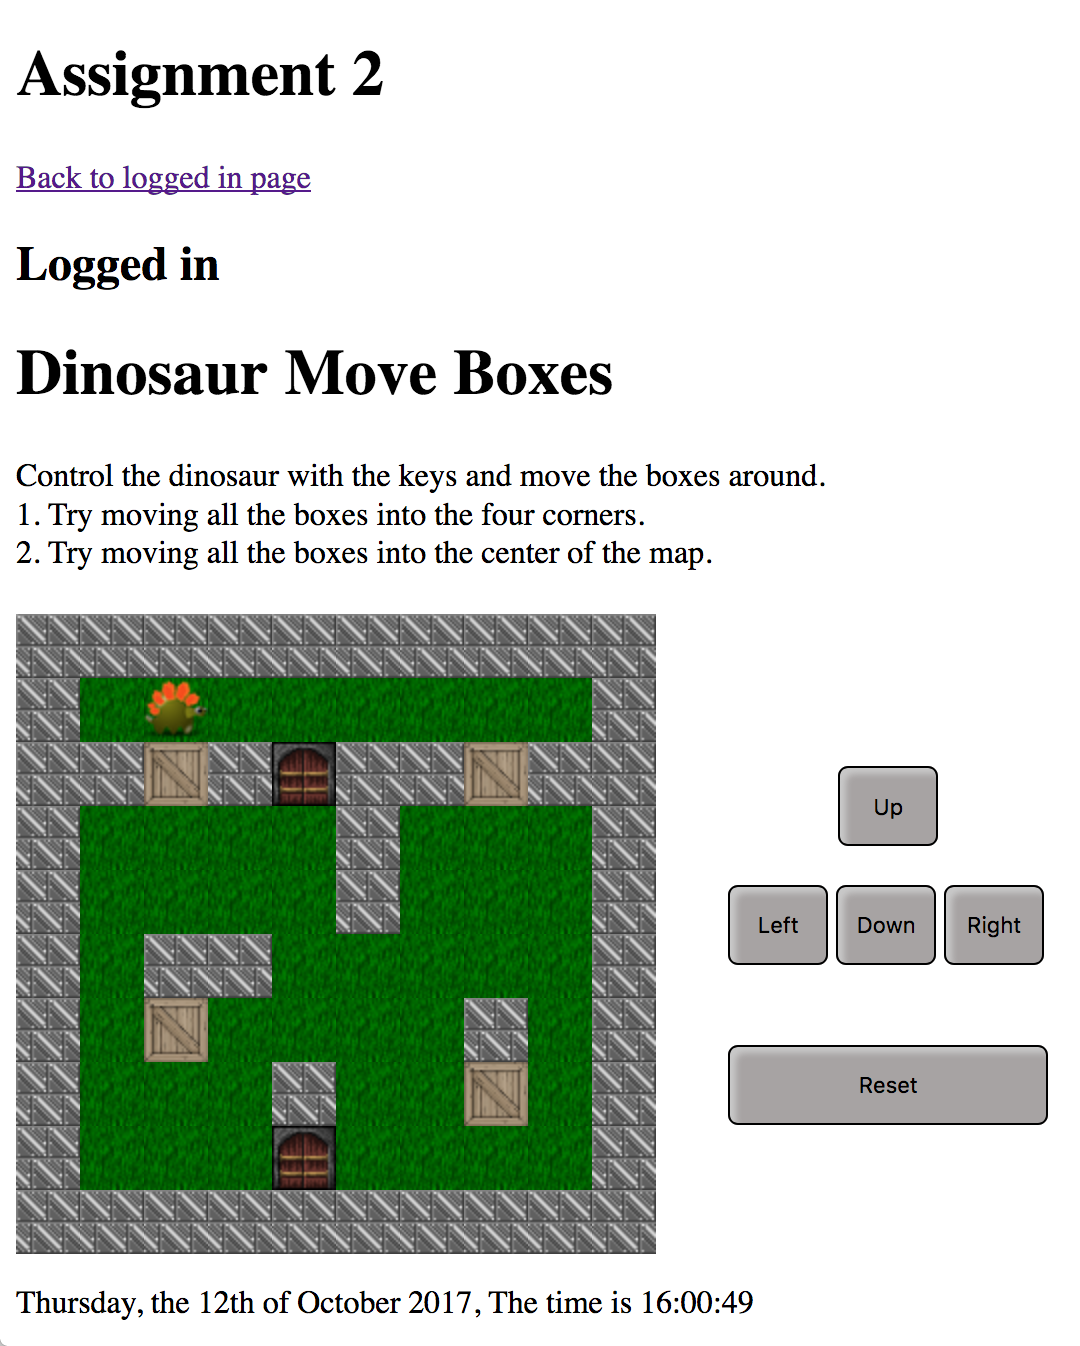 Assignment 2
Back to logged in page
Logged in
Dinosaur Move Boxes
Control the dinosaur with the keys and move the boxes around.
1. Try moving all the boxes into the four corners.
2. Try moving all the boxes into the center of the map.
Up
Left Down Right
Reset
Thursday, the 12th of October 2017, The time is 16:00:49